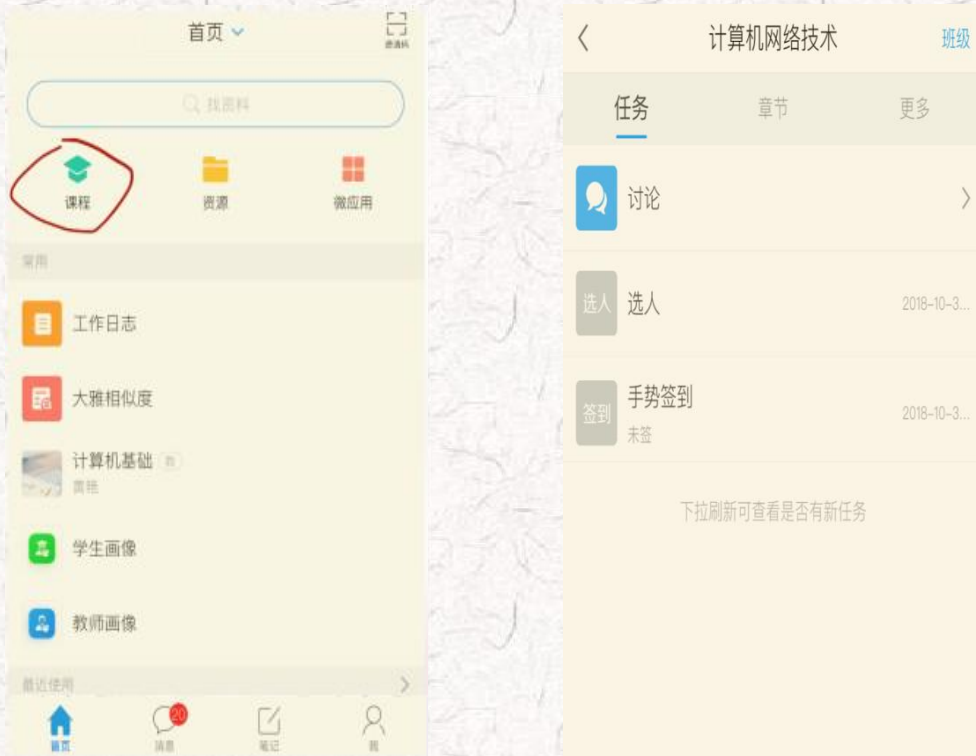 首页
邀请码
找资料
课程
资源
微应用
常用
工作日志
大雅相似度
计算机基础
黄艳
学生画像
教师画像
最近使用
20
首页
消息
笔记
我
计算机网络技术
班级
任务
章节
更多
讨论
选人
选人
2018-10-3...
签到
手势签到
未签
2018-10-3...
下拉刷新可查看是否有新任务